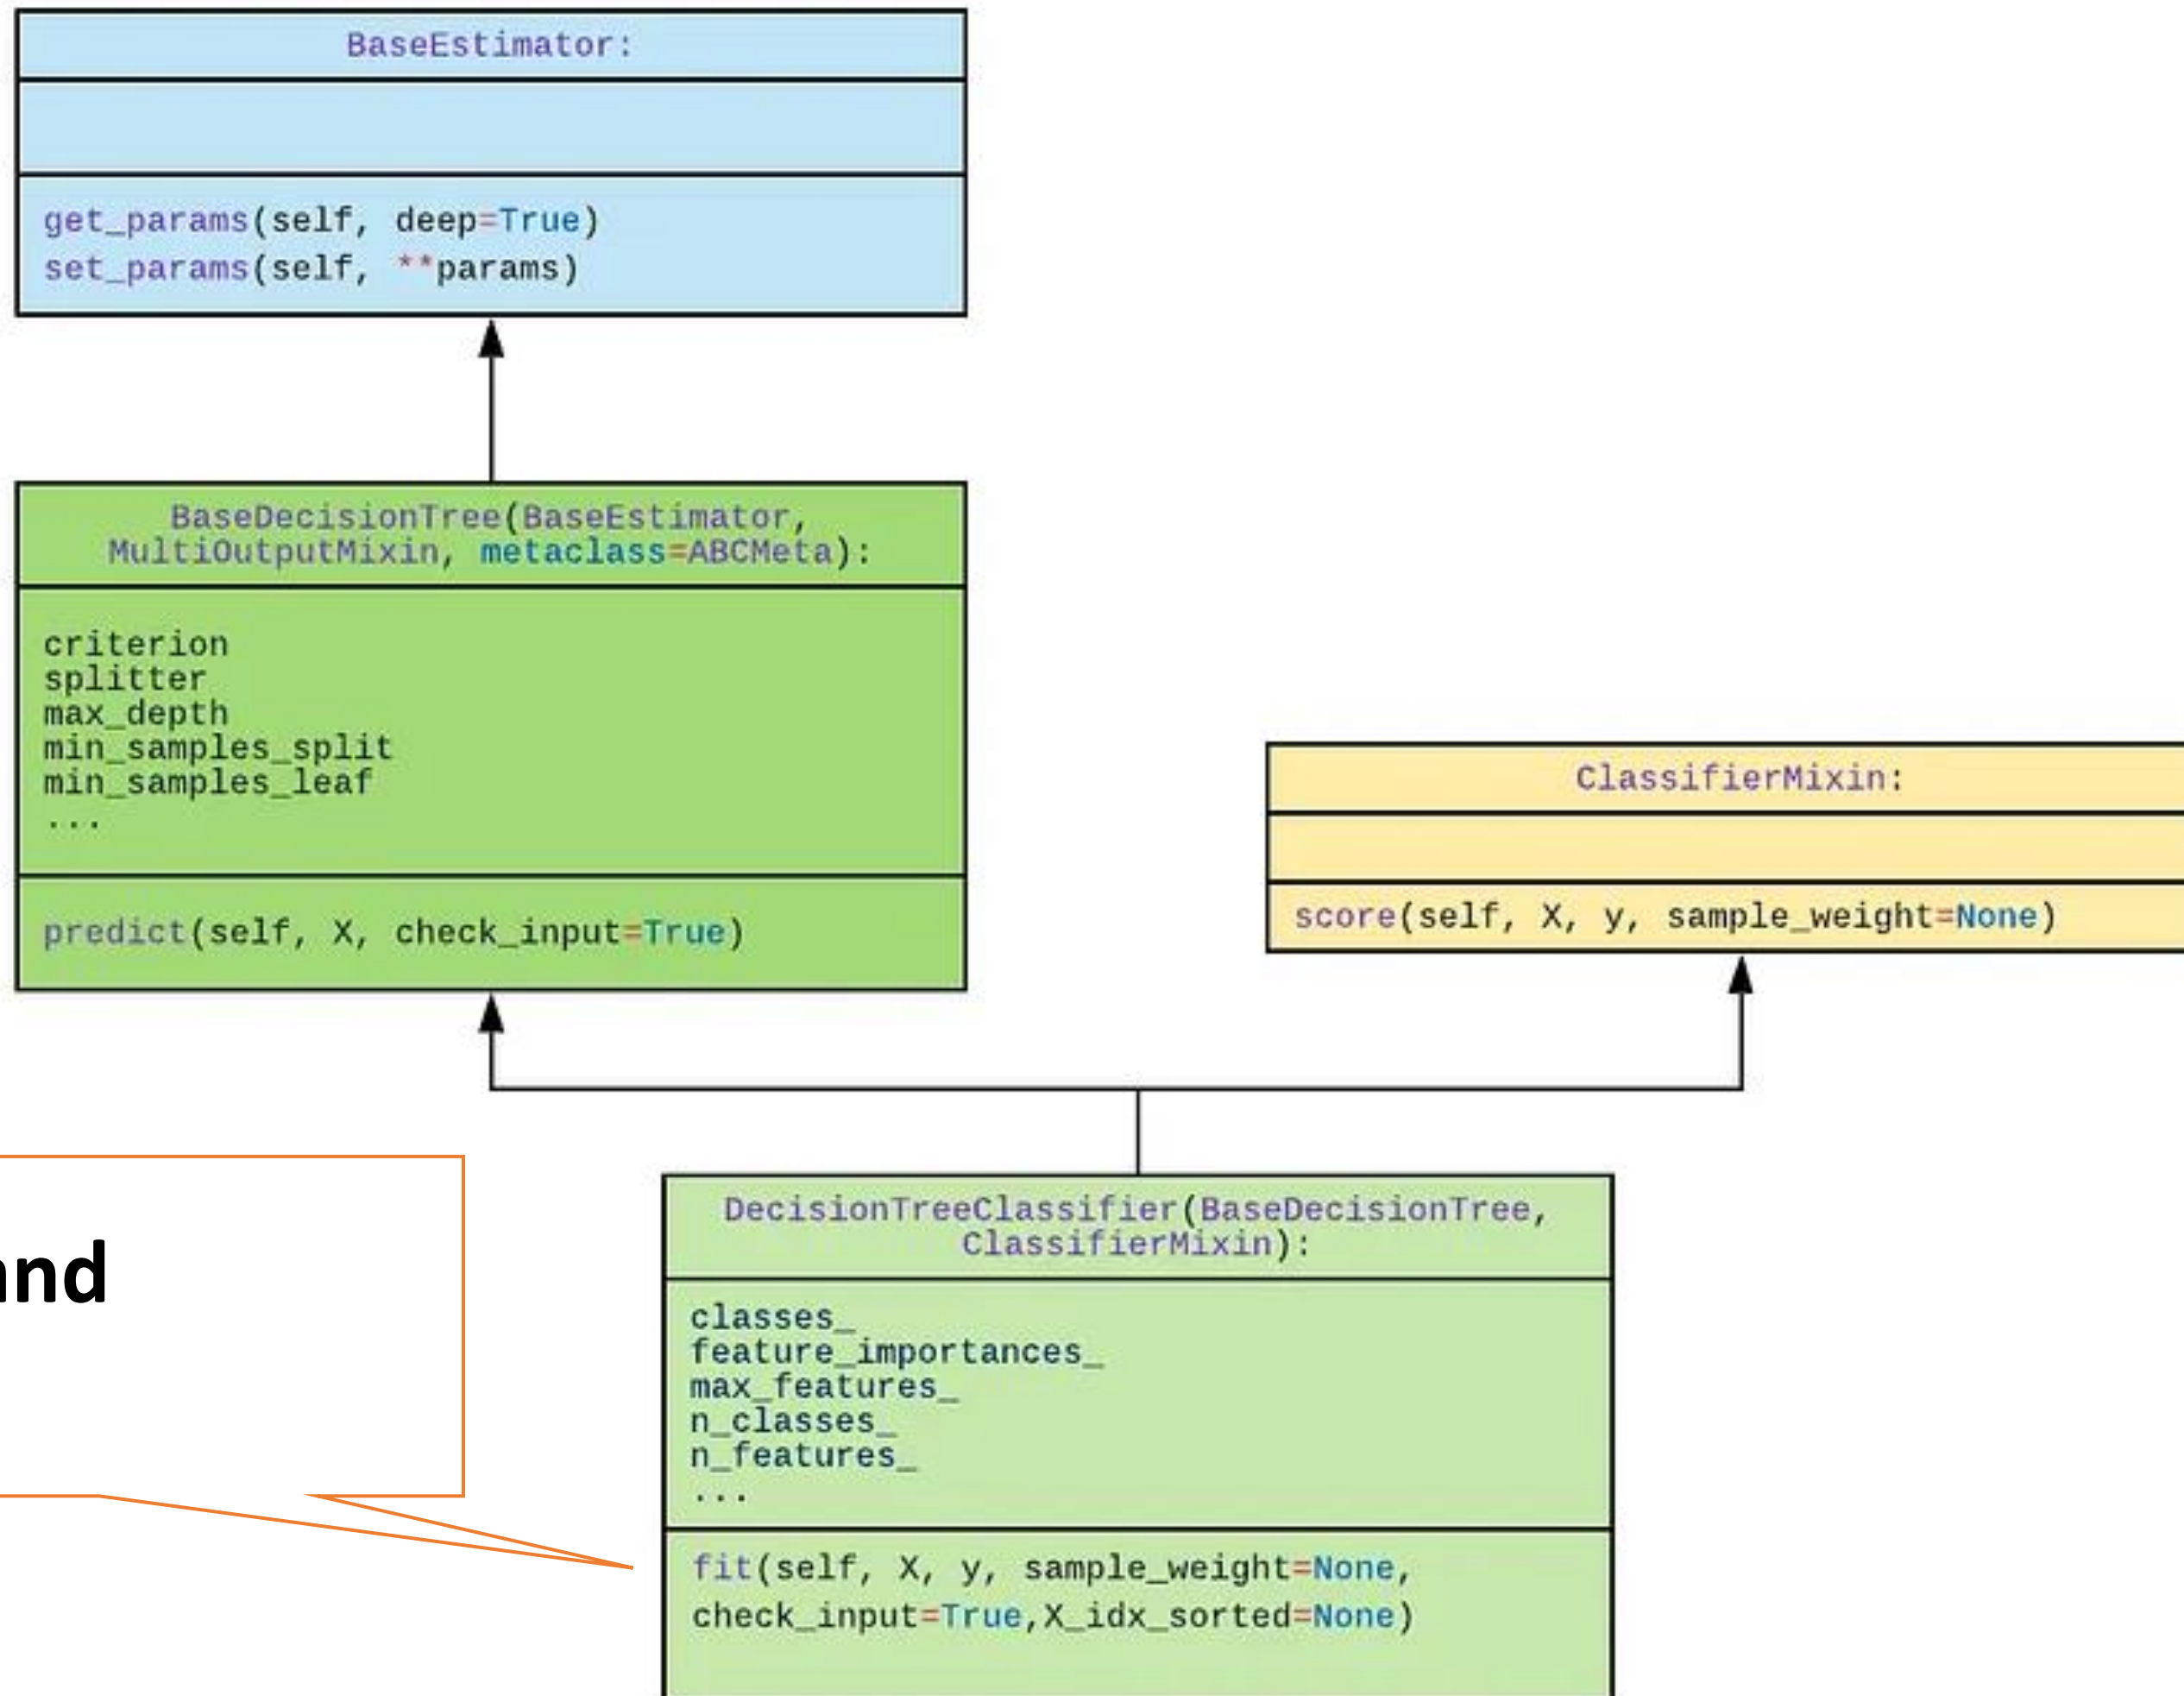 BaseEstimator:
get_params(self, deep=True)
set_params(self, **params)
BaseDecisionTree(BaseEstimator,
MultiOutputMixin, metaclass=ABCMeta):
criterion
splitter
max_depth
min_samples_split
min_samples_leaf
...
predict(self, X, check_input=True)
ClassifierMixin:
score(self, X, y, sample_weight=None)
DecisionTreeClassifier(BaseDecisionTree,
ClassifierMixin):
classes_
feature_importances_
max_features_
n_classes_
n_features_
...
fit(self, X, y, sample_weight=None,
check_input=True,X_idx_sorted=None)